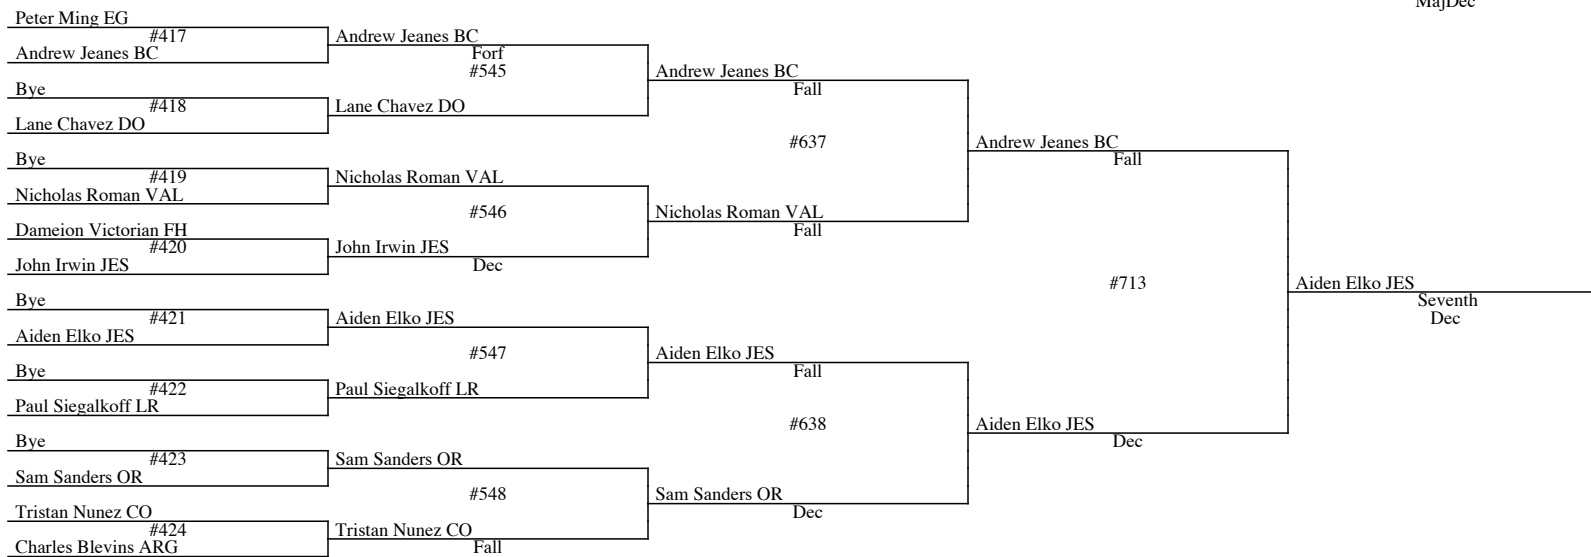 MajDec
Peter Ming EG
#417
Andrew Jeanes BC
Andrew Jeanes BC
Forf
#545
Andrew Jeanes BC
Fall
Bye
#418
Lane Chavez DO
Lane Chavez DO
#637
Andrew Jeanes BC
Fall
Bye
#419
Nicholas Roman VAL
Nicholas Roman VAL
#546
Nicholas Roman VAL
Fall
Dameion Victorian FH
#420
John Irwin JES
John Irwin JES
Dec
#713
Aiden Elko JES
Seventh
Dec
Bye
#421
Aiden Elko JES
Aiden Elko JES
#547
Aiden Elko JES
Fall
Bye
#422
Paul Siegalkoff LR
Paul Siegalkoff LR
#638
Aiden Elko JES
Dec
Bye
#423
Sam Sanders OR
Sam Sanders OR
#548
Sam Sanders OR
Dec
Tristan Nunez CO
#424
Charles Blevins ARG
Tristan Nunez CO
Fall